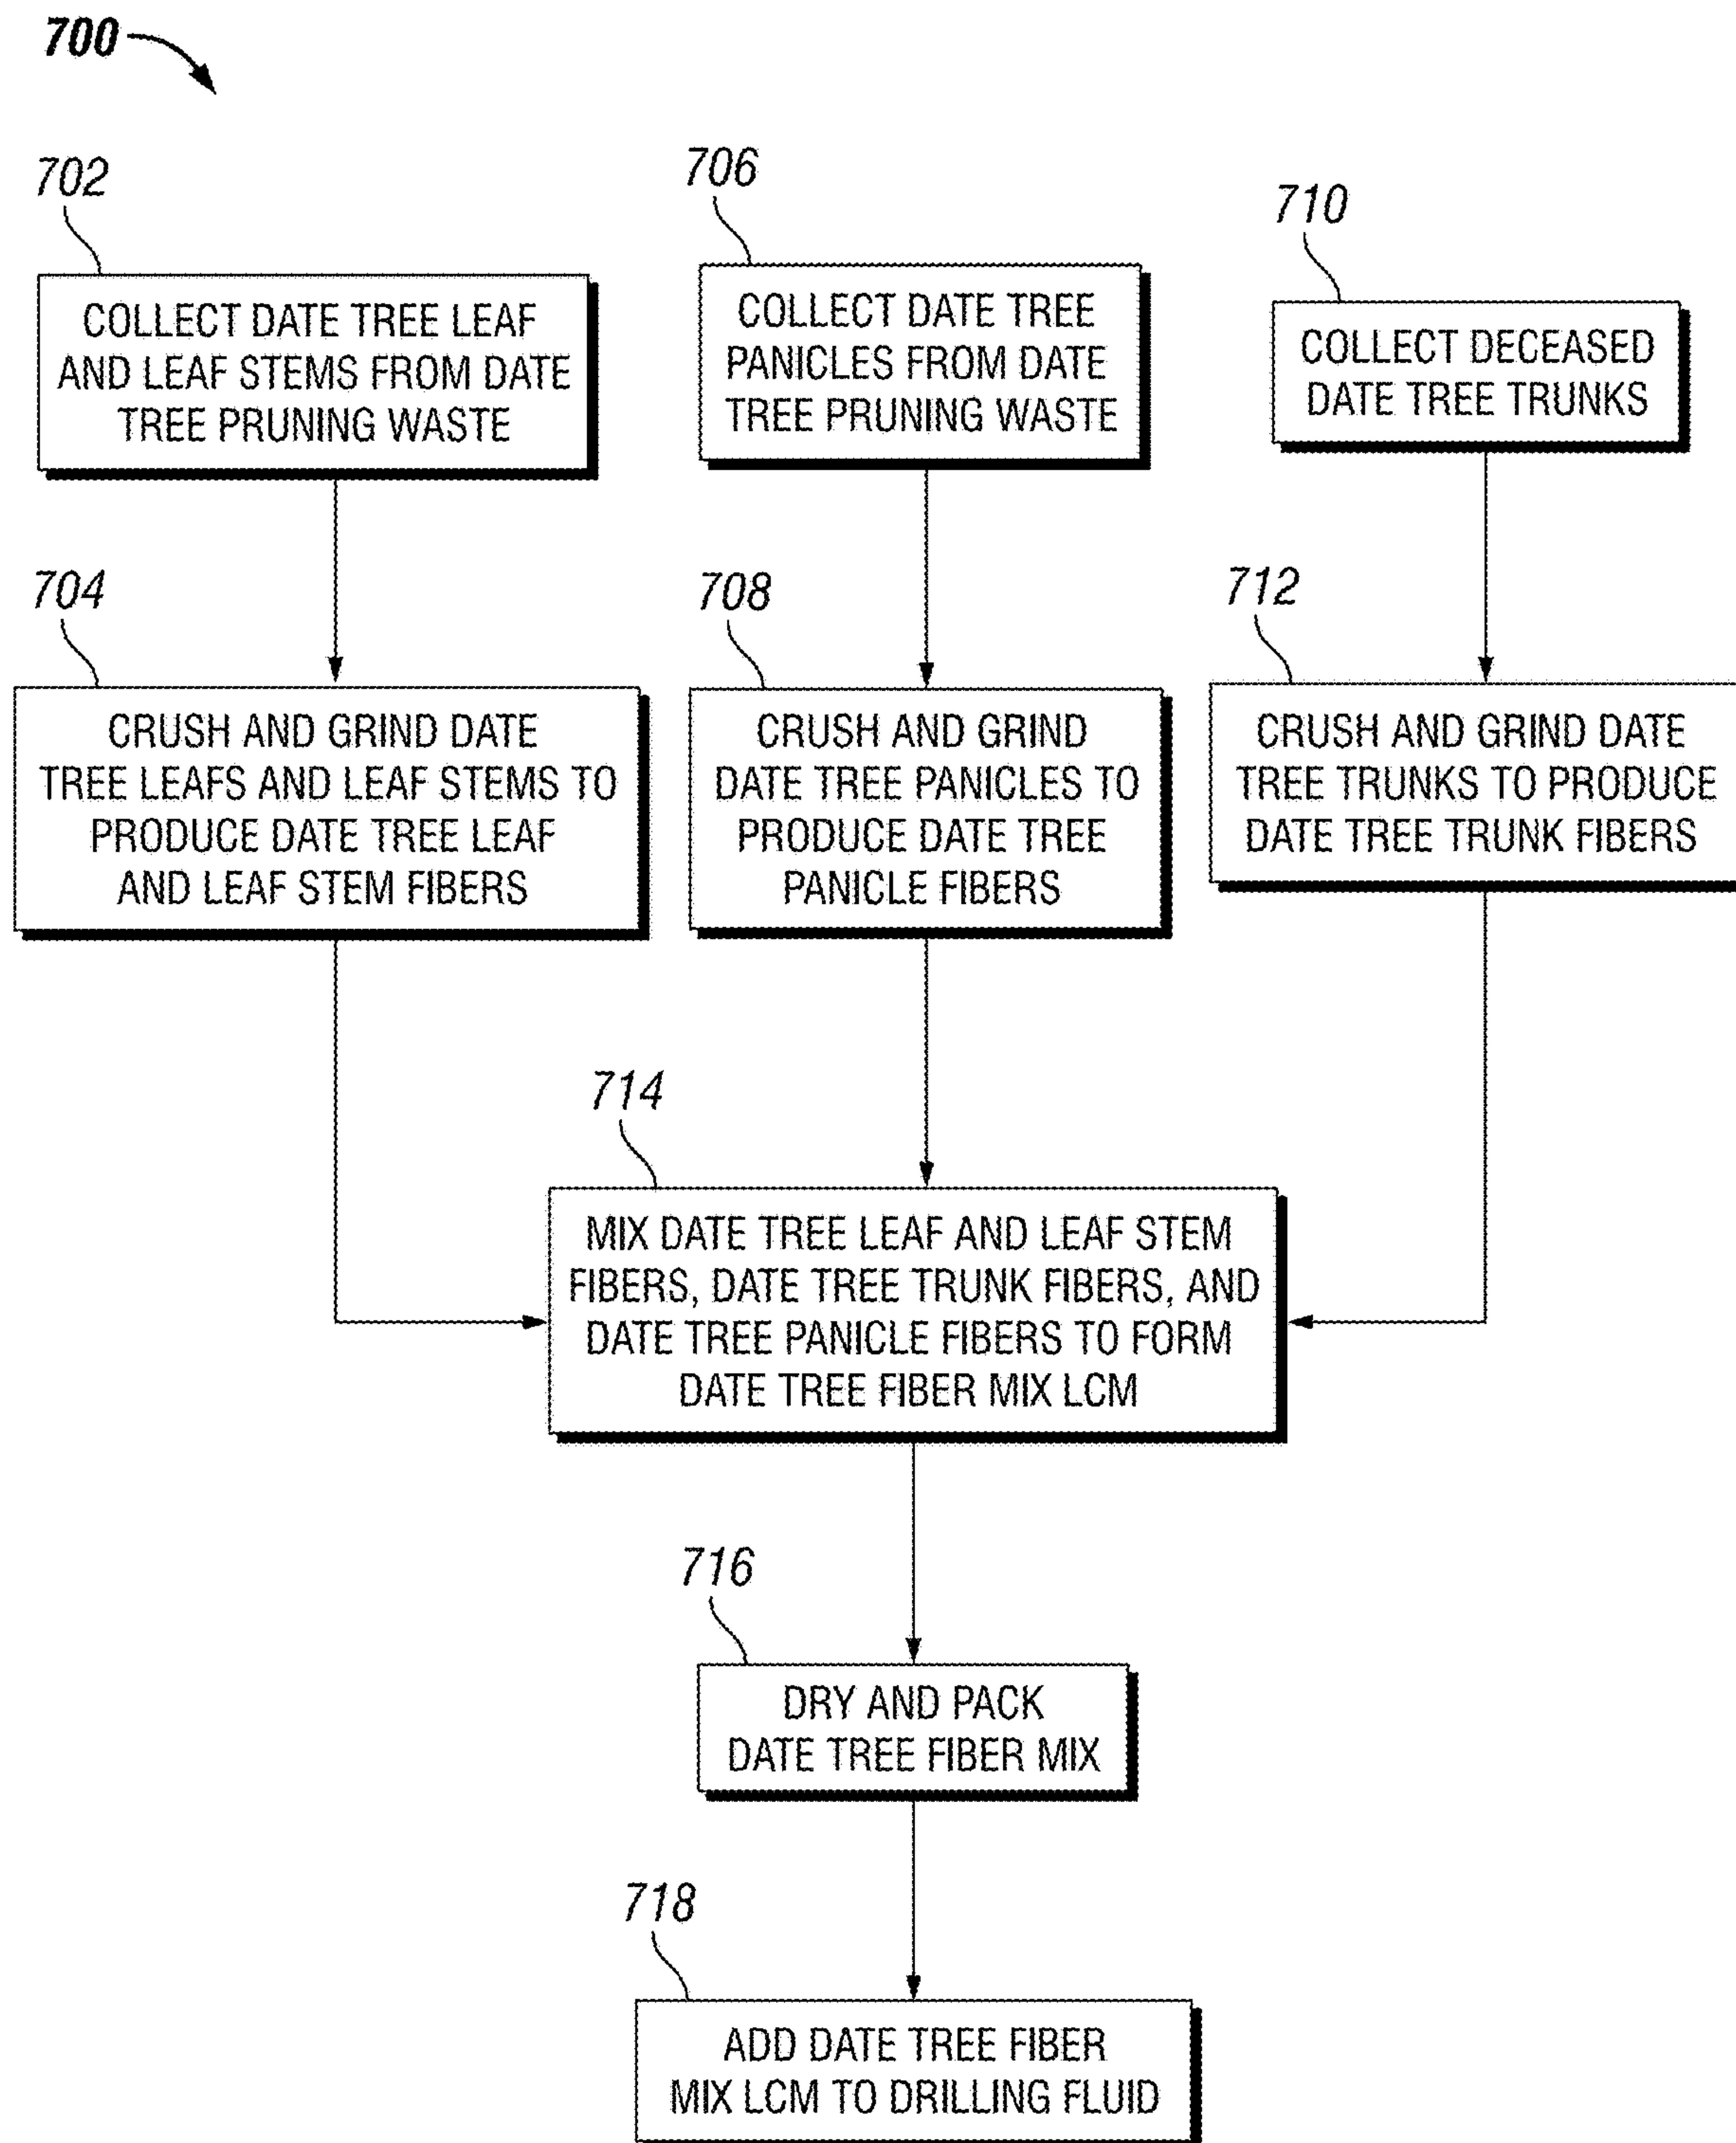 700
702
COLLECT DATE TREE LEAF
AND LEAF STEMS FROM DATE
TREE PRUNING WASTE
706
COLLECT DATE TREE
PANICLES FROM DATE
TREE PRUNING WASTE
710
COLLECT DECEASED
DATE TREE TRUNKS
704
CRUSH AND GRIND DATE
TREE LEAFS AND LEAF STEMS TO
PRODUCE DATE TREE LEAF
AND LEAF STEM FIBERS
708
CRUSH AND GRIND
DATE TREE PANICLES TO
PRODUCE DATE TREE
PANICLE FIBERS
712
CRUSH AND GRIND DATE
TREE TRUNKS TO PRODUCE
DATE TREE TRUNK FIBERS
714
MIX DATE TREE LEAF AND LEAF STEM
FIBERS, DATE TREE TRUNK FIBERS, AND
DATE TREE PANICLE FIBERS TO FORM
DATE TREE FIBER MIX LCM
716
DRY AND PACK
DATE TREE FIBER MIX
718
ADD DATE TREE FIBER
MIX LCM TO DRILLING FLUID